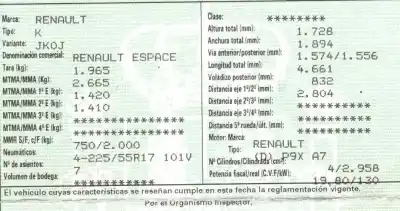 Marca: RENAULT
Tipo: K
Variante: JKOJ
Denominación comercial: RENAULT ESPACE
Tara (kg): 1.965
MTMA/MMA (Kg): 2.665
MTMA/MMA 1º E (kg): 1.420
MTMA/MMA 2º E (kg): 1.410
MTMA/MMA 3º E (kg): ************
MTMA/MMA 4º E (kg): ************
MMR S/F, c/F (kg): 750/2.000
Neumáticos: 4-225/55R17 101V
Nº de asientos: 7
Volumen de bodega: ************
Clase: ********
Altura total (mm): 1.728
Anchura total (mm): 1.894
Vía anterior/posterior (mm): 1.574/1.556
Longitud total (mm): 4.661
Voladizo posterior (mm): 832
Distancia eje 1º/2º (mm): 2.804
Distancia eje 2º/3º (mm): ************
Distancia eje 3º/4º (mm): ************
Distancia 5ª rueda/últ. (mm): ************
Motor: Marca: RENAULT
Tipo: (D) P9X A7
Nº Cilindros/Cilindrada (cm³): 4/2.958
Potencia fiscal/real (C.V.F/kW): 19,80/130
El vehículo cuyas características se reseñan cumple en esta fecha la reglamentación vigente.
Por el Organismo Inspector,